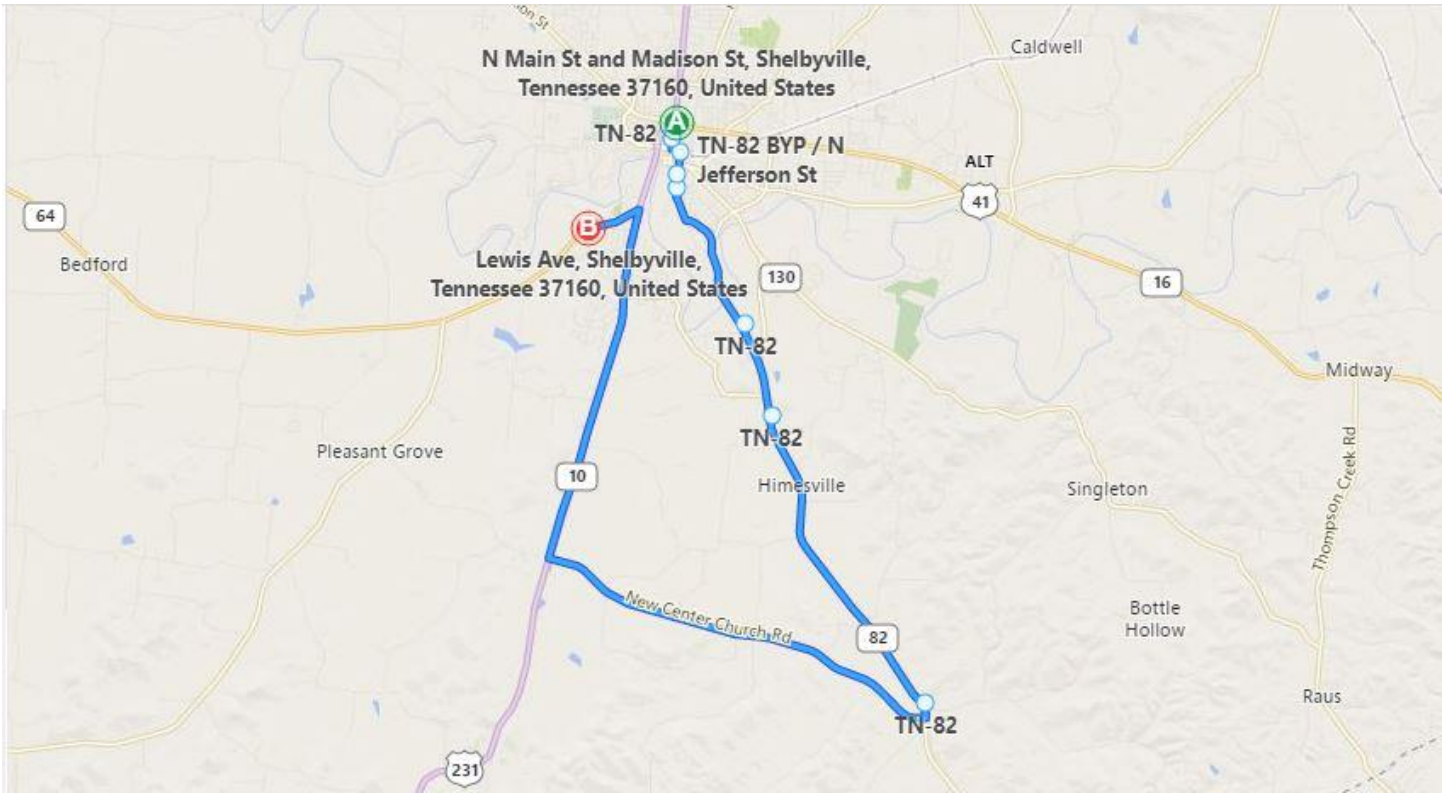 on St
Caldwell
N Main St and Madison St, Shelbyville,
Tennessee 37160, United States
A
TN-82
TN-82 BYP / N
Jefferson St
ALT
41
64
B
Bedford
Lewis Ave, Shelbyville,
Tennessee 37160, United States
130
16
TN-82
Midway
TN-82
Pleasant Grove
10
Himesville
Singleton
Thompson Creek Rd
New Center Church Rd
Bottle
Hollow
82
Raus
TN-82
231